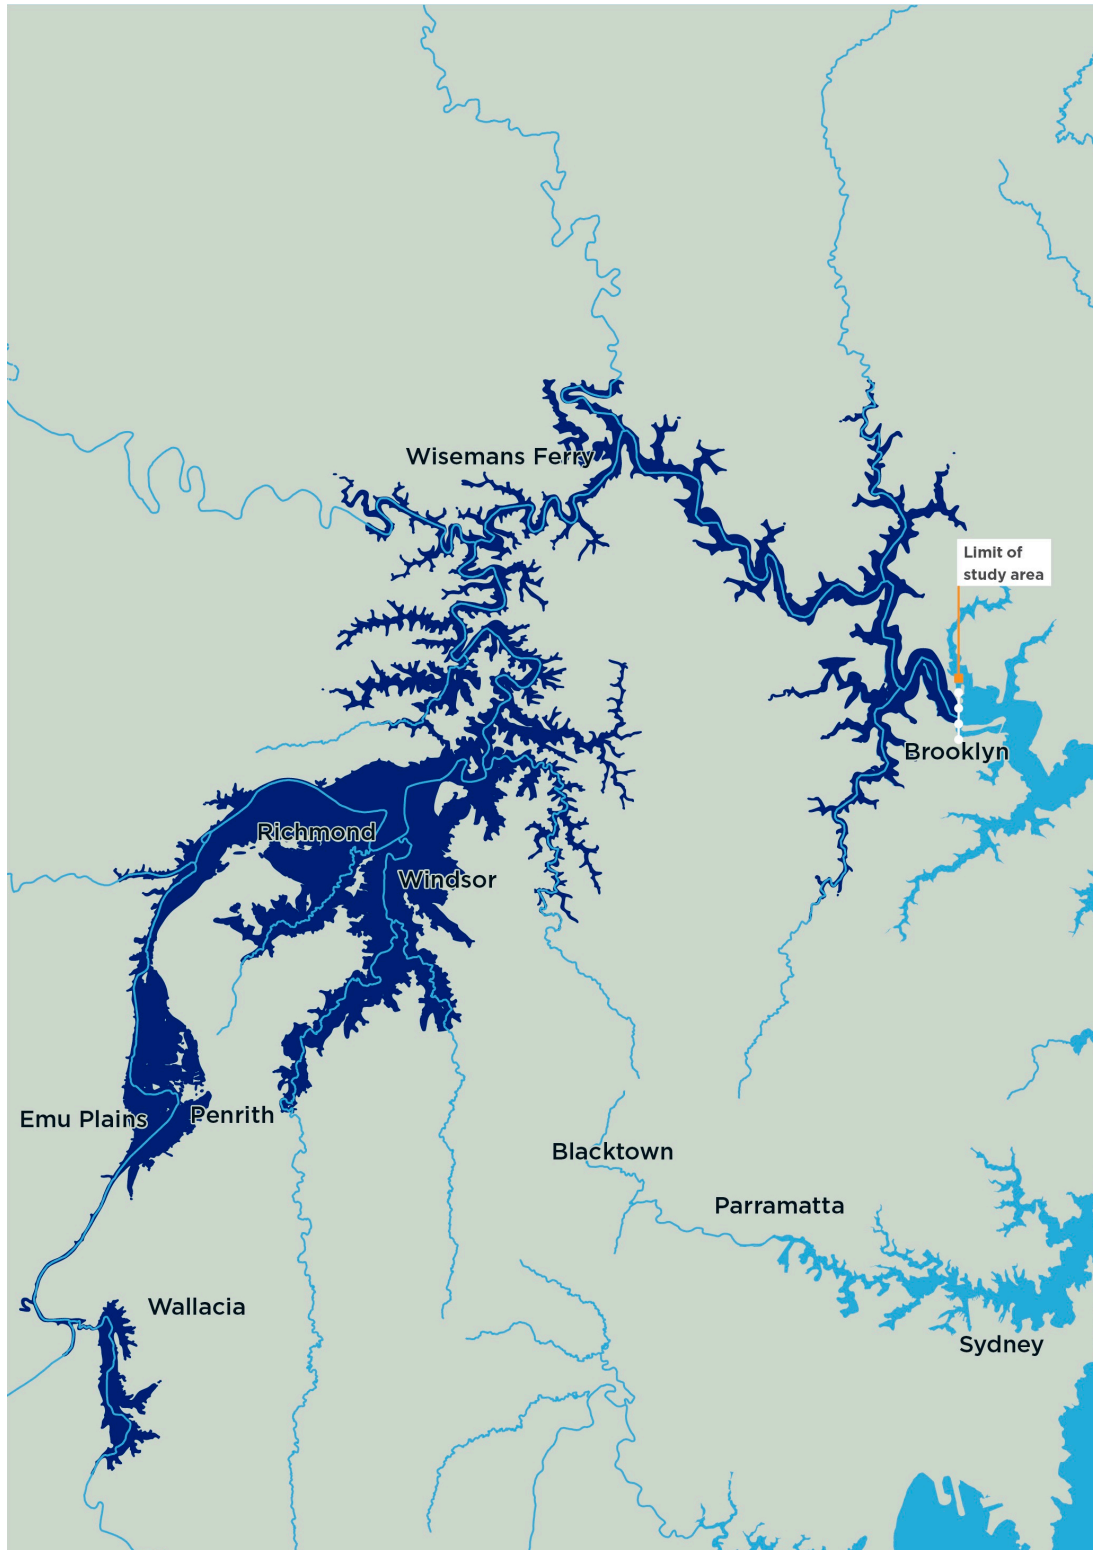 Wisemans Ferry
Limit of
study area
Brooklyn
Richmond
Windsor
Emu Plains
Penrith
Blacktown
Parramatta
Wallacia
Sydney